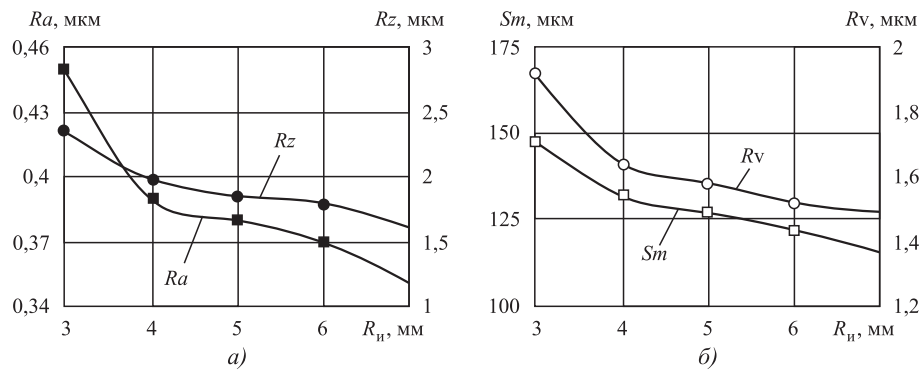 Ra, мкм
Rz, мкм
0,46
0,43
0,4
0,37
0,34
3
2,5
2
1,5
1
Rz
Ra
3 4 5 6 Rи, мм
а)
Sm, мкм
Rv, мкм
175
150
125
100
2
1,8
1,6
1,4
1,2
Rv
Sm
3 4 5 6 Rи, мм
б)